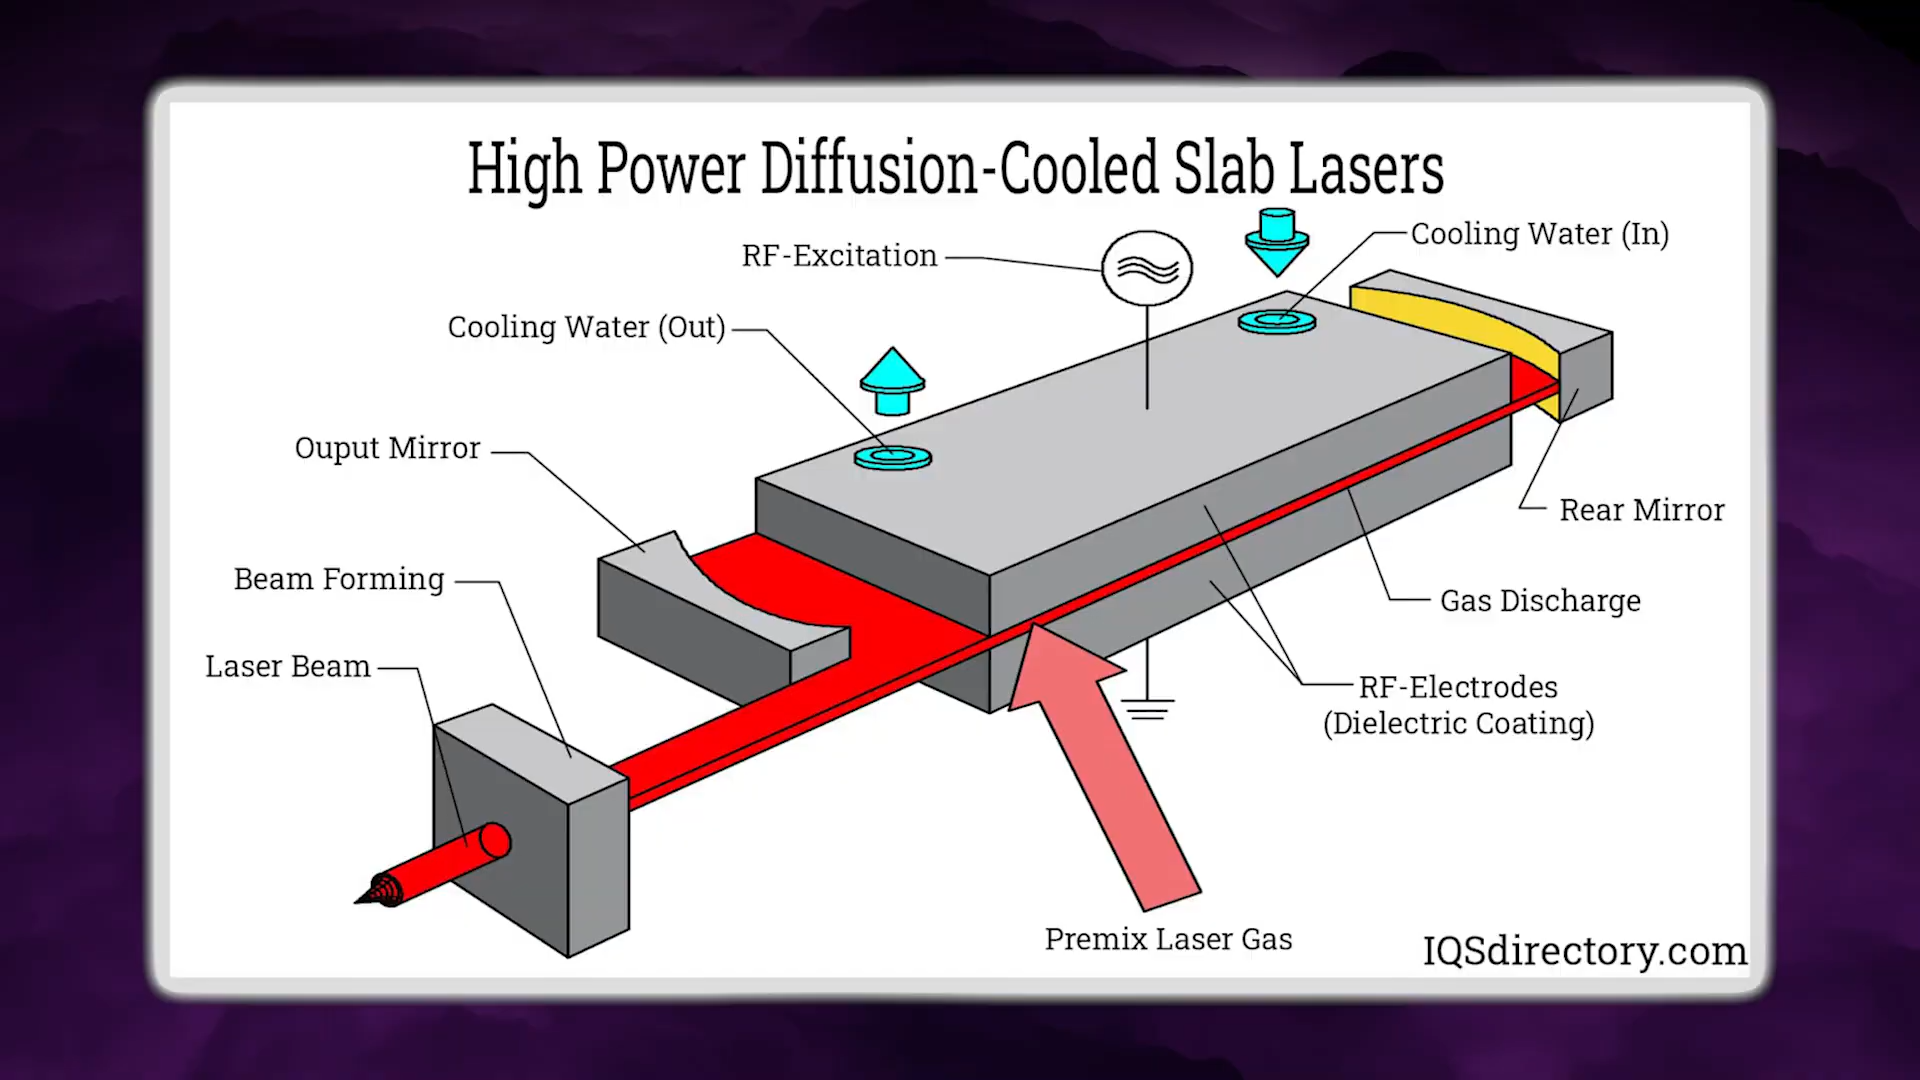 High Power Diffusion-Cooled Slab Lasers
Cooling Water (In)
RF-Excitation
Cooling Water (Out)
Ouput Mirror
Rear Mirror
Beam Forming
Gas Discharge
Laser Beam
RF-Electrodes
(Dielectric Coating)
Premix Laser Gas
IQSdirectory.com